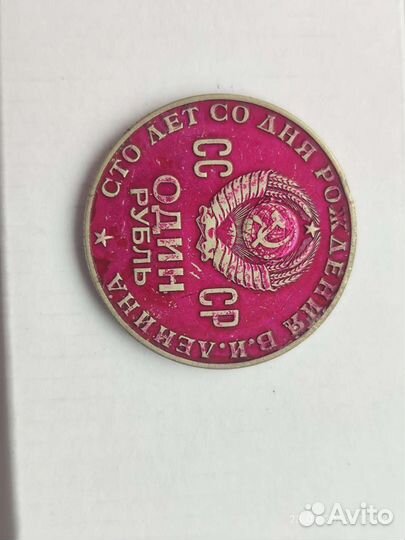 СТО ЛЕТ СО ДНЯ РОЖДЕНИЯ В.И.ЛЕНИНА
СС СР
ОДИН
РУБЛЬ
Avito